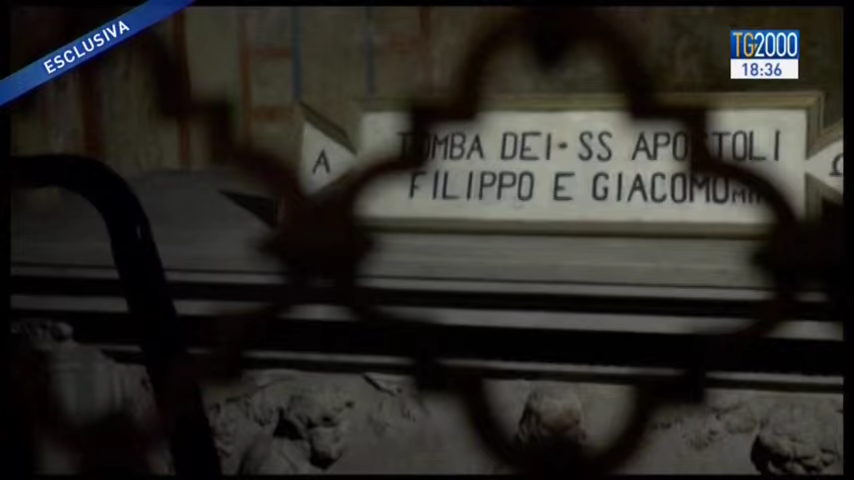 ESCLUSIVA
TG2000
18:36
A
TOMBA DEI • SS APOSTOLI
FILIPPO E GIACOMO
Ω